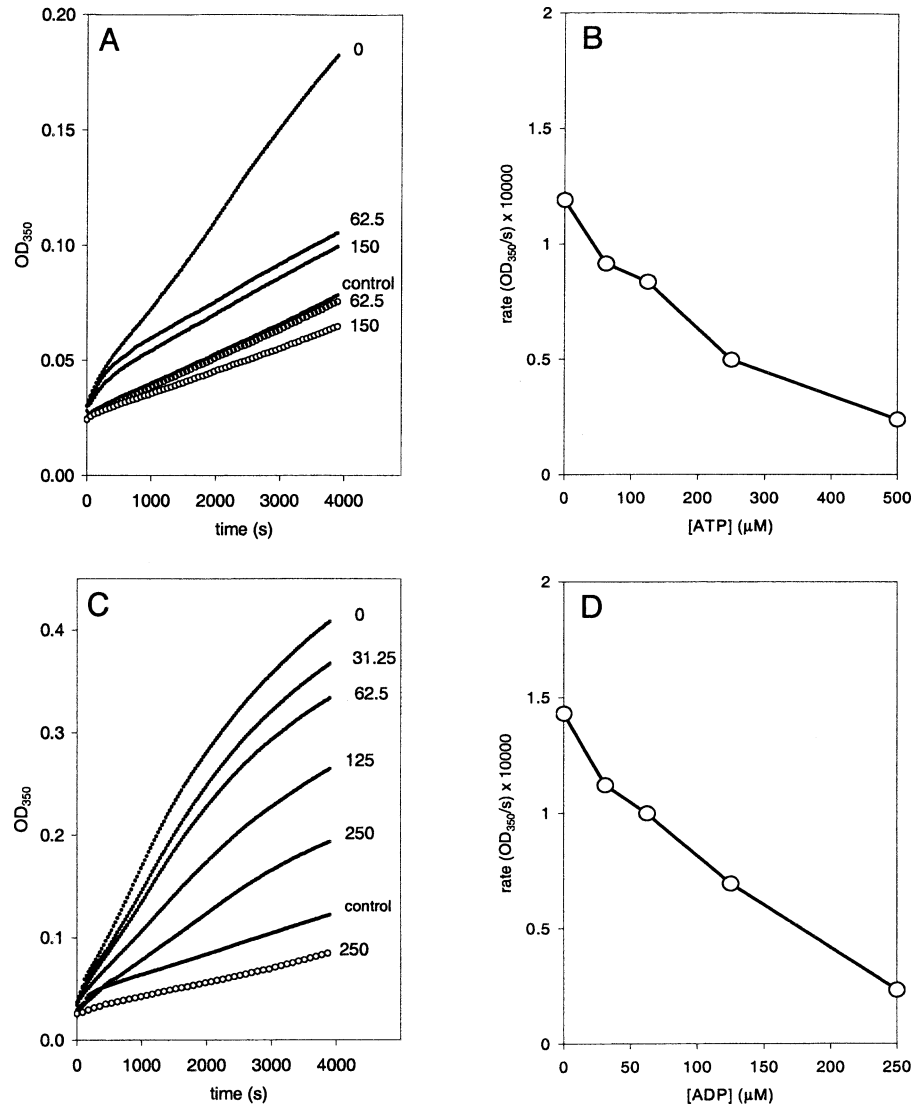 A
0.20
0.15
0.10
0.05
0.00
OD350
0
62.5
150
control
62.5
150
0 1000 2000 3000 4000
time (s)
B
2
1.5
1
0.5
0
rate (OD350/s) x 10000
0 100 200 300 400 500
[ATP] (µM)
C
0.4
0.3
0.2
0.1
0.0
OD350
0
31.25
62.5
125
250
control
250
0 1000 2000 3000 4000
time (s)
D
2
1.5
1
0.5
0
rate (OD350/s) x 10000
0 50 100 150 200 250
[ADP] (µM)